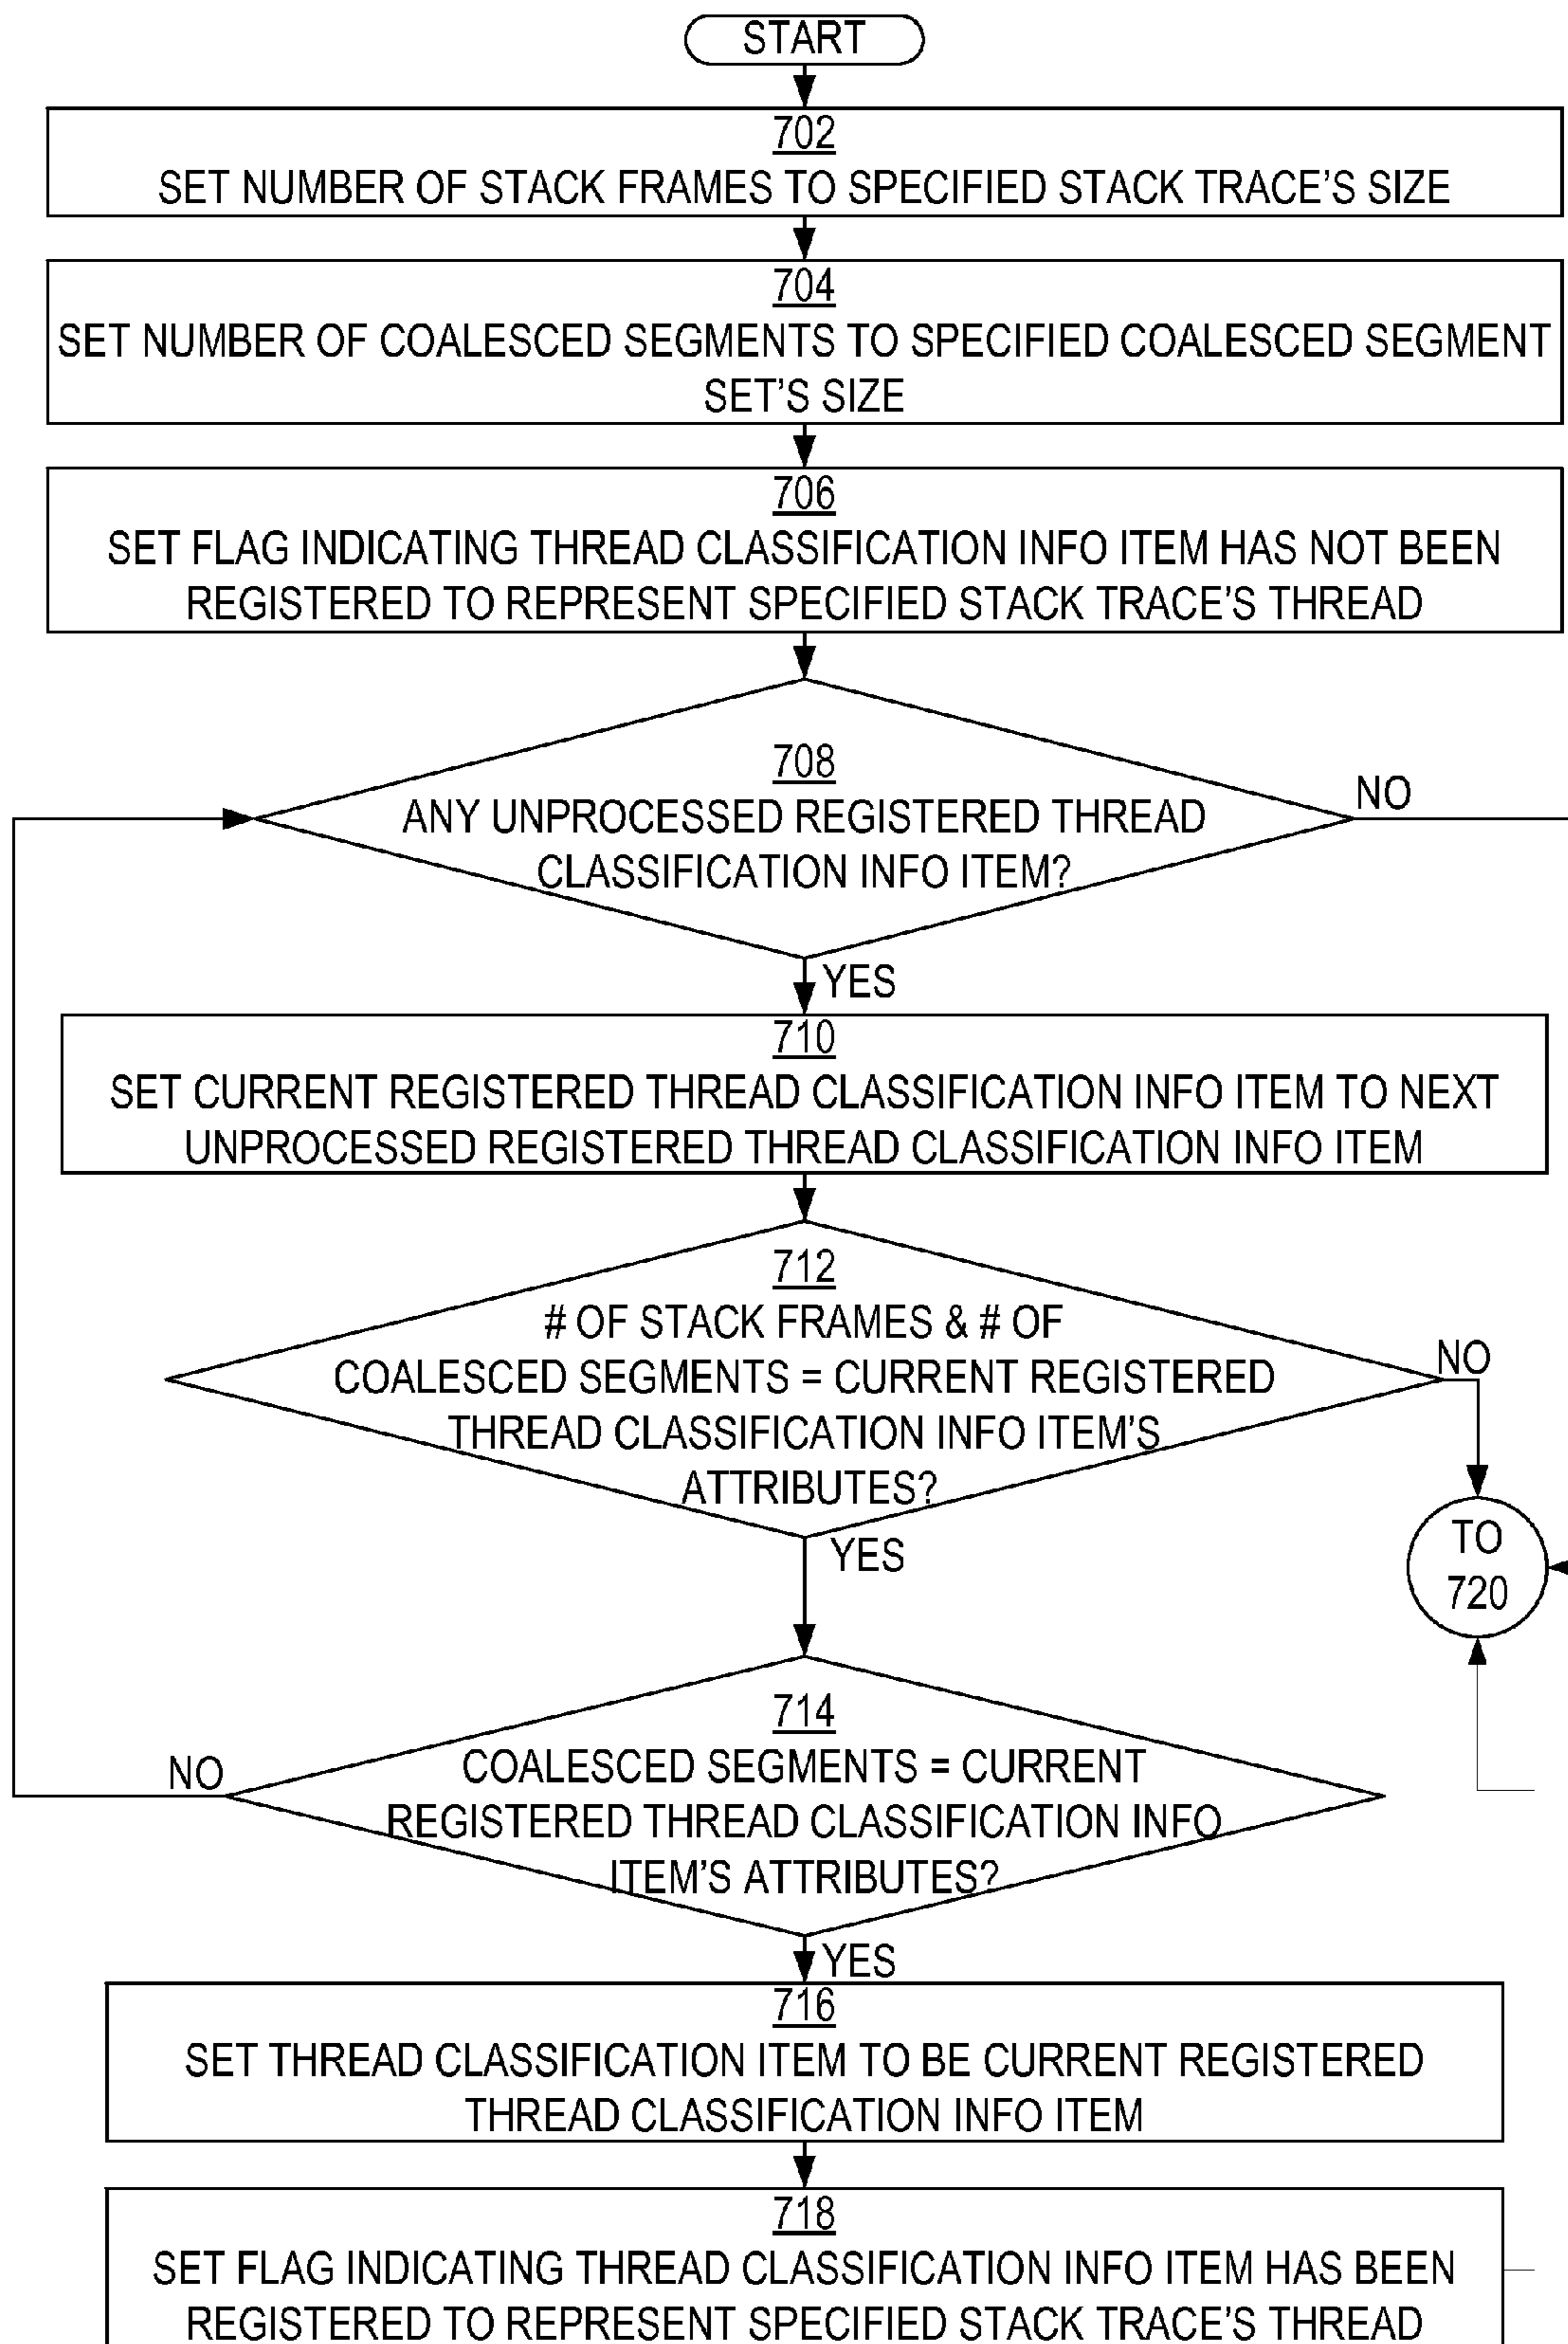 START
702
SET NUMBER OF STACK FRAMES TO SPECIFIED STACK TRACE’S SIZE
704
SET NUMBER OF COALESCED SEGMENTS TO SPECIFIED COALESCED SEGMENT
SET’S SIZE
706
SET FLAG INDICATING THREAD CLASSIFICATION INFO ITEM HAS NOT BEEN
REGISTERED TO REPRESENT SPECIFIED STACK TRACE’S THREAD
708
ANY UNPROCESSED REGISTERED THREAD
CLASSIFICATION INFO ITEM?
NO
YES
710
SET CURRENT REGISTERED THREAD CLASSIFICATION INFO ITEM TO NEXT
UNPROCESSED REGISTERED THREAD CLASSIFICATION INFO ITEM
712
# OF STACK FRAMES & # OF
COALESCED SEGMENTS = CURRENT REGISTERED
THREAD CLASSIFICATION INFO ITEM’S
ATTRIBUTES?
NO
YES
TO
720
714
COALESCED SEGMENTS = CURRENT
REGISTERED THREAD CLASSIFICATION INFO
ITEM’S ATTRIBUTES?
NO
YES
716
SET THREAD CLASSIFICATION ITEM TO BE CURRENT REGISTERED
THREAD CLASSIFICATION INFO ITEM
718
SET FLAG INDICATING THREAD CLASSIFICATION INFO ITEM HAS BEEN
REGISTERED TO REPRESENT SPECIFIED STACK TRACE’S THREAD